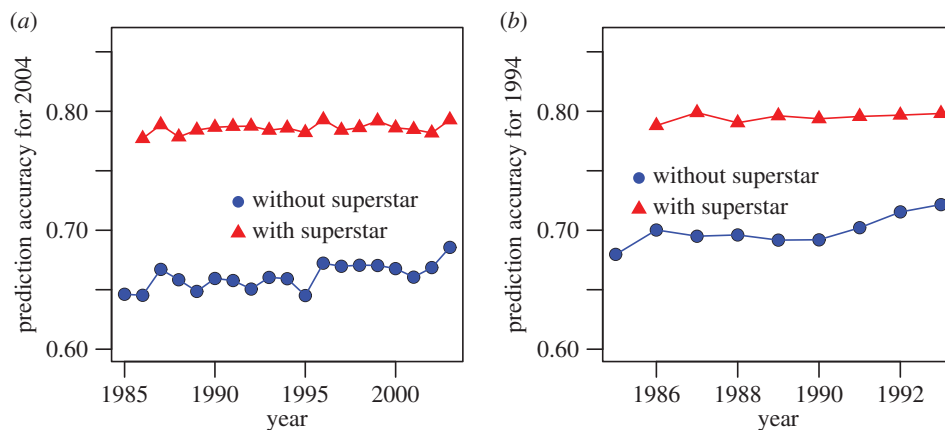 (a)
prediction accuracy for 2004
0.80
0.70
0.60
without superstar
with superstar
1985 1990 1995 2000
year
(b)
prediction accuracy for 1994
0.80
0.70
0.60
without superstar
with superstar
1986 1988 1990 1992
year